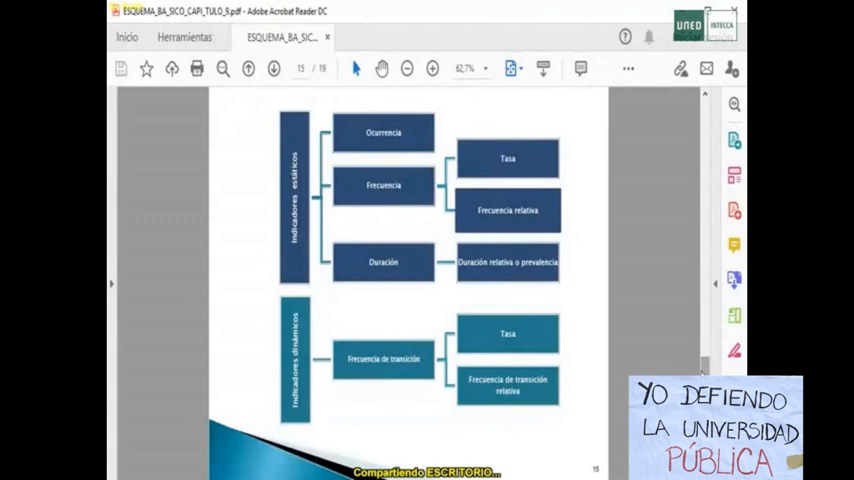 ESQUEMA_BA_SICO_CAPI_TULO_9.pdf - Adobe Acrobat Reader DC
UNED INTECCA
Inicio Herramientas ESQUEMA_BA_SIC... ×
Iniciar sesión
15 / 19 62,7%
Indicadores estáticos
Ocurrencia
Frecuencia
Tasa
Frecuencia relativa
Duración
Duración relativa o prevalencia
Indicadores dinámicos
Frecuencia de transición
Tasa
Frecuencia de transición
relativa
15
Compartiendo ESCRITORIO...
YO DEFIENDO
LA UNIVERSIDAD
PÚBLICA